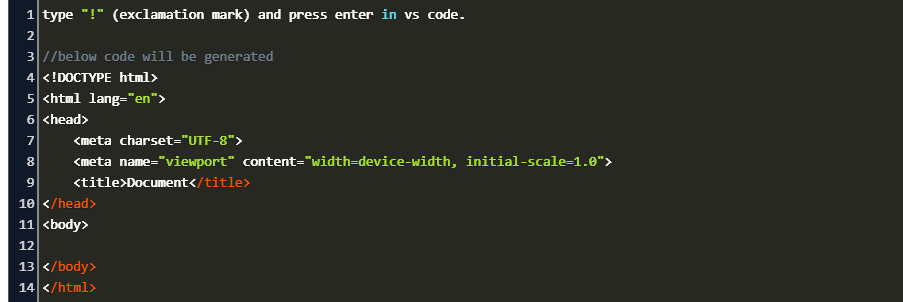 1 type "!" (exclamation mark) and press enter in vs code.
2
3 //below code will be generated
4 <!DOCTYPE html>
5 <html lang="en">
6 <head>
7     <meta charset="UTF-8">
8     <meta name="viewport" content="width=device-width, initial-scale=1.0">
9     <title>Document</title>
10 </head>
11 <body>
12
13 </body>
14 </html>